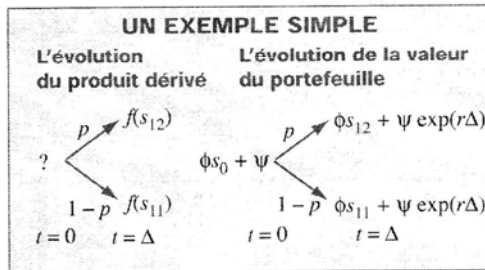 UN EXEMPLE SIMPLE
L'évolution
du produit dérivé
L'évolution de la valeur
du portefeuille
p f(s₁₂)
?
1 – p f(s₁₁)
t = 0 t = Δ
p ϕs₁₂ + ψ exp(rΔ)
ϕs₀ + ψ
1 – p ϕs₁₁ + ψ exp(rΔ)
t = 0 t = Δ